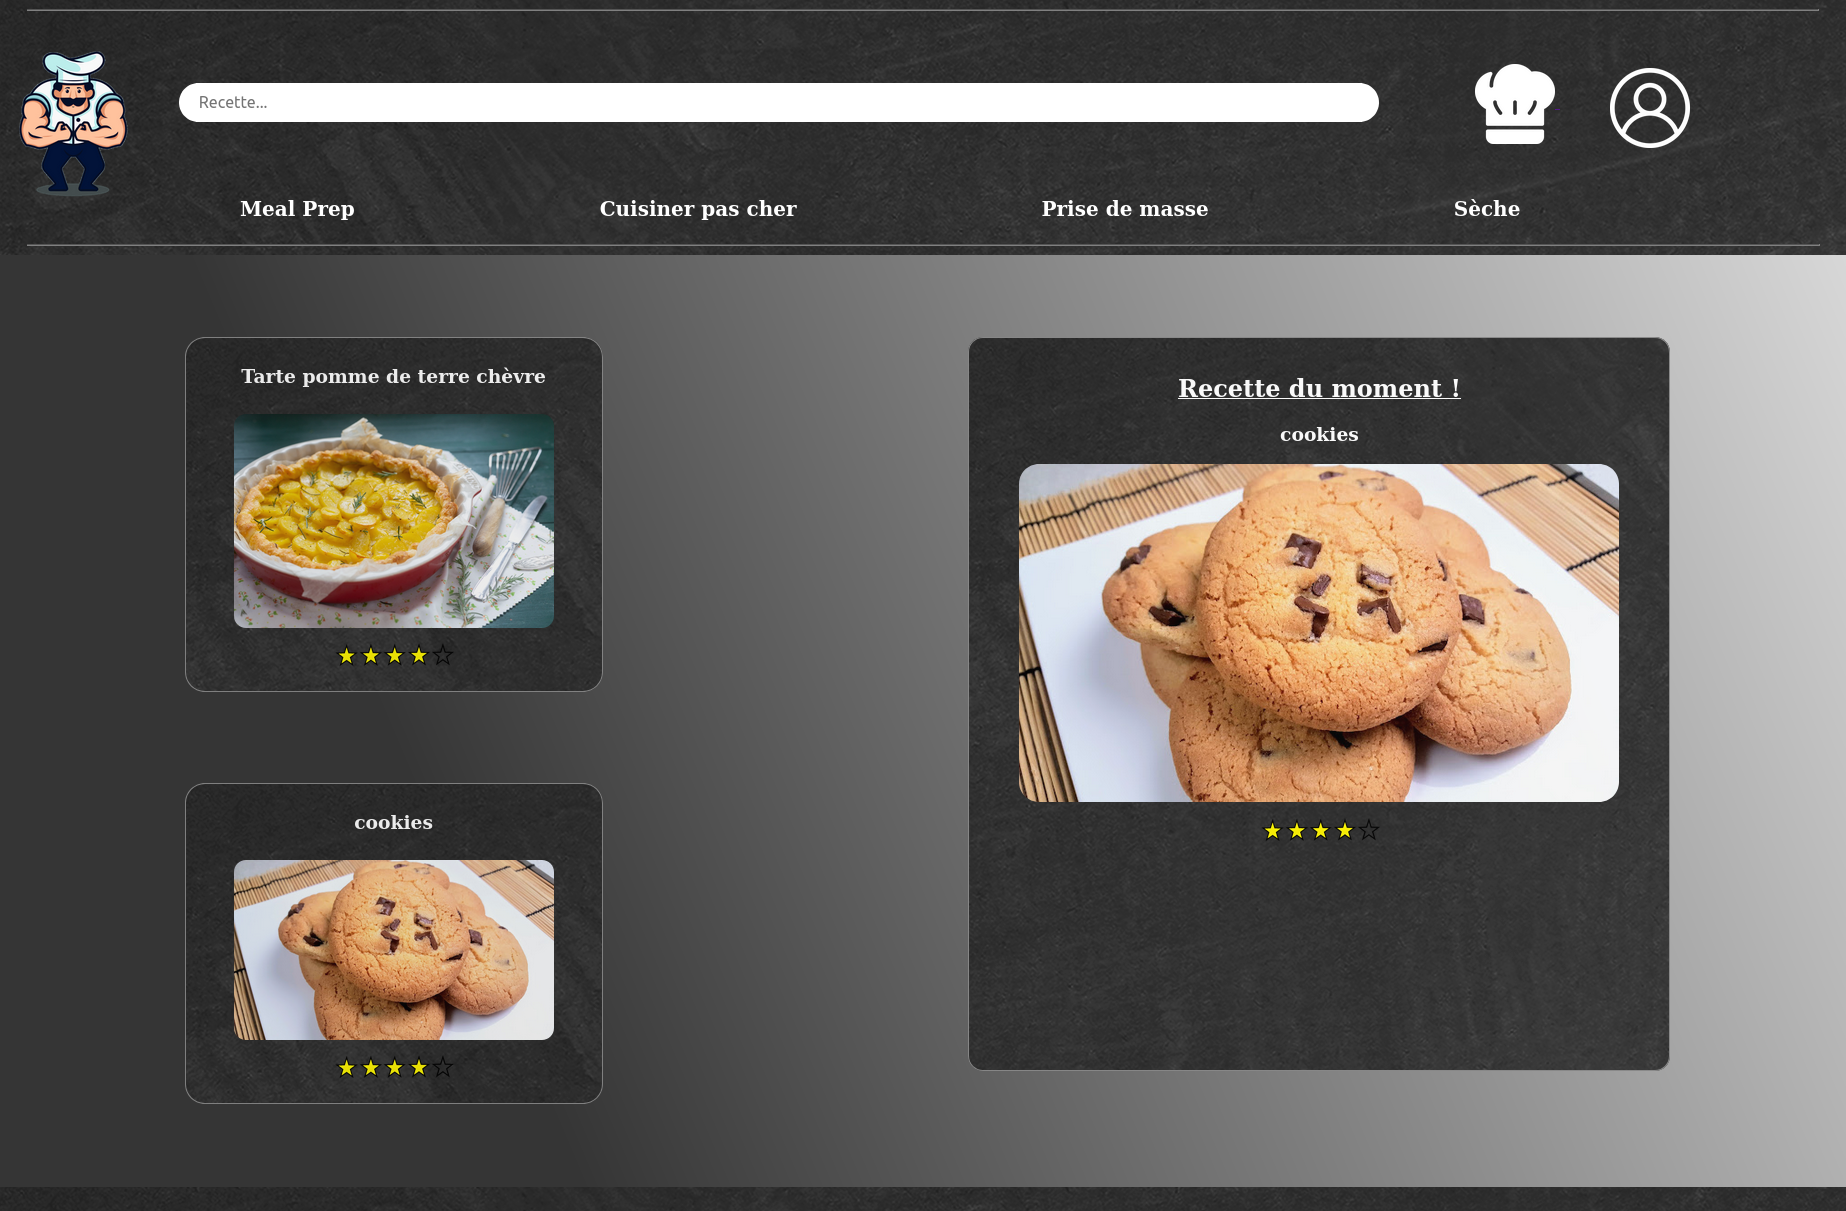 Recette...
Meal Prep
Cuisiner pas cher
Prise de masse
Sèche
Tarte pomme de terre chèvre
Recette du moment !
cookies
cookies